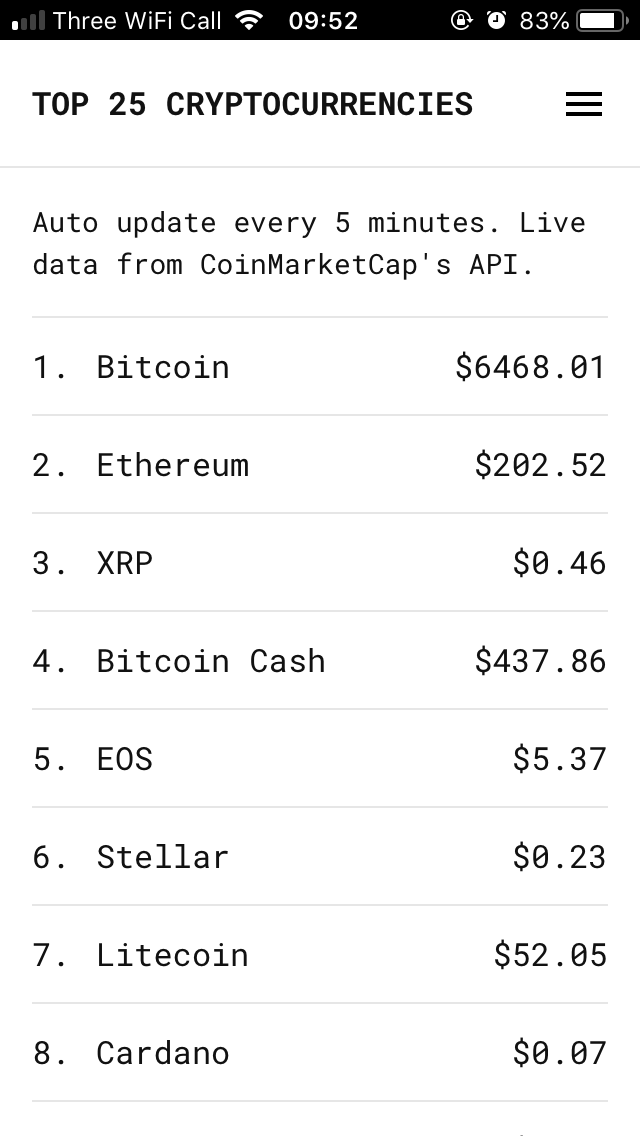 Three WiFi Call 09:52 83%
TOP 25 CRYPTOCURRENCIES
Auto update every 5 minutes. Live
data from CoinMarketCap's API.
1. Bitcoin $6468.01
2. Ethereum $202.52
3. XRP $0.46
4. Bitcoin Cash $437.86
5. EOS $5.37
6. Stellar $0.23
7. Litecoin $52.05
8. Cardano $0.07